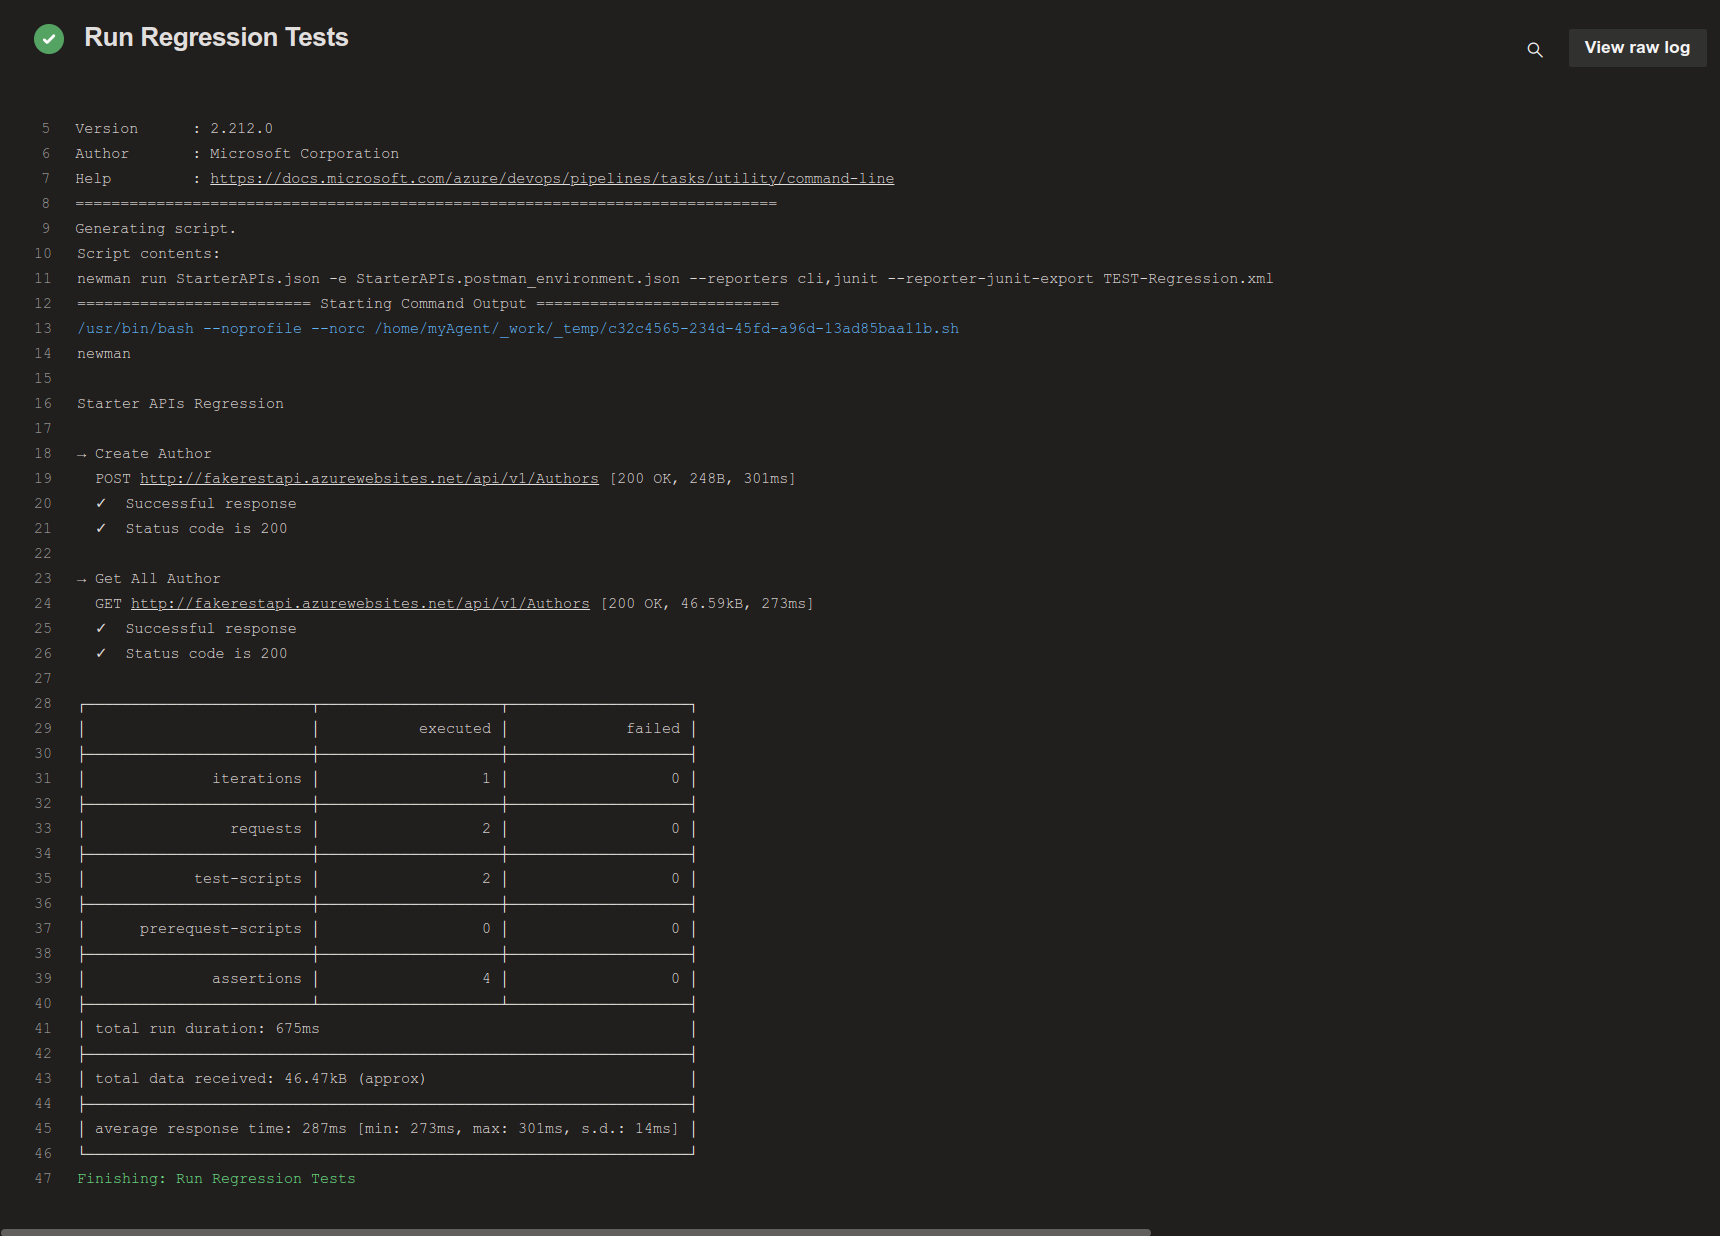 Run Regression Tests
View raw log
5 Version : 2.212.0
6 Author : Microsoft Corporation
7 Help : https://docs.microsoft.com/azure/devops/pipelines/tasks/utility/command-line
8 ==============================================================================
9 Generating script.
10 Script contents:
11 newman run StarterAPIs.json -e StarterAPIs.postman_environment.json --reporters cli,junit --reporter-junit-export TEST-Regression.xml
12 ========================== Starting Command Output ===========================
13 /usr/bin/bash --noprofile --norc /home/myAgent/_work/_temp/c32c4565-234d-45fd-a96d-13ad85baa11b.sh
14 newman
15
16 Starter APIs Regression
17
18 → Create Author
19 POST http://fakerestapi.azurewebsites.net/api/v1/Authors [200 OK, 248B, 301ms]
20 ✓ Successful response
21 ✓ Status code is 200
22
23 → Get All Author
24 GET http://fakerestapi.azurewebsites.net/api/v1/Authors [200 OK, 46.59kB, 273ms]
25 ✓ Successful response
26 ✓ Status code is 200
27
28
29 executed failed
30
31 iterations 1 0
32
33 requests 2 0
34
35 test-scripts 2 0
36
37 prerequest-scripts 0 0
38
39 assertions 4 0
40
41 total run duration: 675ms
42
43 total data received: 46.47kB (approx)
44
45 average response time: 287ms [min: 273ms, max: 301ms, s.d.: 14ms]
46
47 Finishing: Run Regression Tests